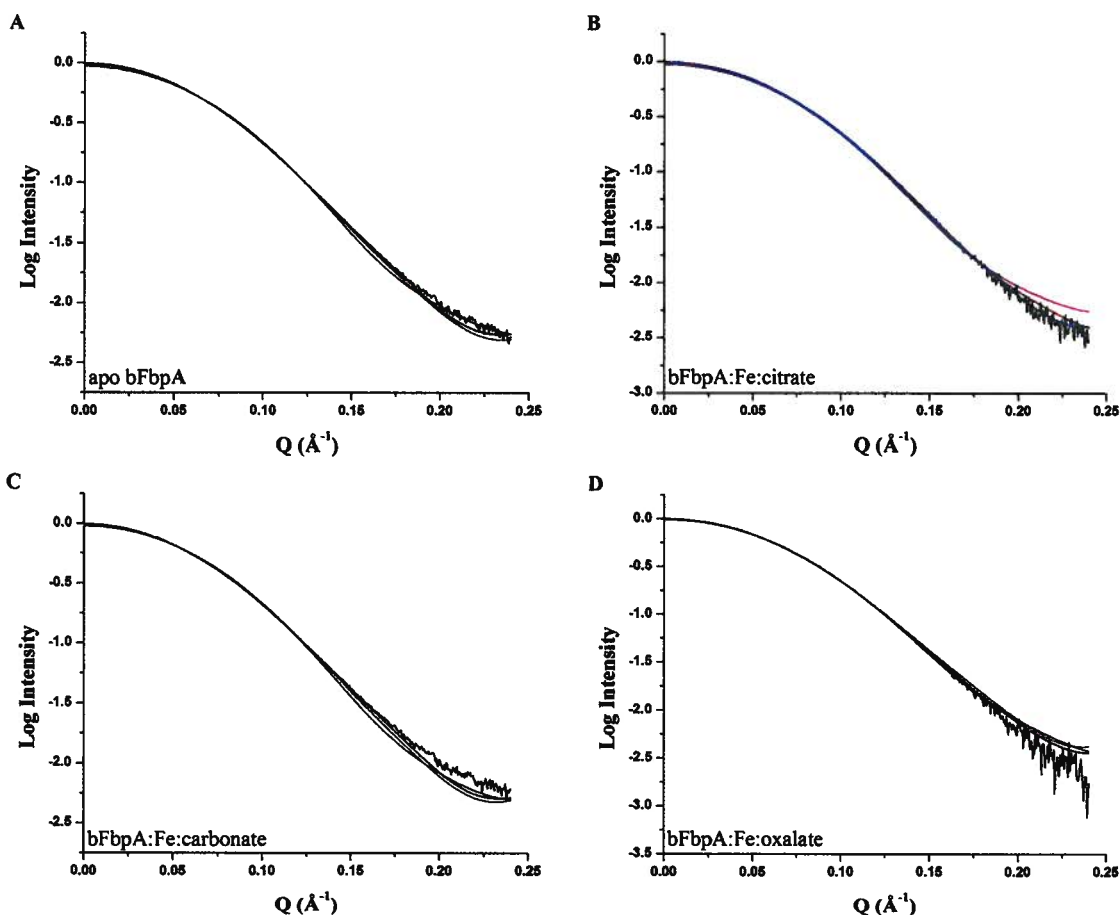 A
0.0
-0.5
-1.0
-1.5
-2.0
-2.5
Log Intensity
apo bFbpA
0.00 0.05 0.10 0.15 0.20 0.25
Q (Å⁻¹)
B
0.0
-0.5
-1.0
-1.5
-2.0
-2.5
-3.0
Log Intensity
bFbpA:Fe:citrate
0.00 0.05 0.10 0.15 0.20 0.25
Q (Å⁻¹)
C
0.0
-0.5
-1.0
-1.5
-2.0
-2.5
Log Intensity
bFbpA:Fe:carbonate
0.00 0.05 0.10 0.15 0.20 0.25
Q (Å⁻¹)
D
0.0
-0.5
-1.0
-1.5
-2.0
-2.5
-3.0
-3.5
Log Intensity
bFbpA:Fe:oxalate
0.00 0.05 0.10 0.15 0.20 0.25
Q (Å⁻¹)